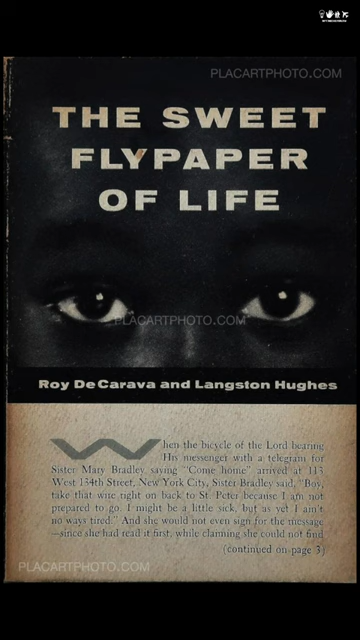 PLACARTPHOTO.COM
THE SWEET
FLYPAPER
OF LIFE
PLACARTPHOTO.COM
Roy DeCarava and Langston Hughes
When the bicycle of the Lord bearing
His messenger with a telegram for
Sister Mary Bradley saying "Come home" arrived at 113
West 134th Street, New York City, Sister Bradley said, "Boy,
take that wire right on back to St. Peter because I am not
prepared to go. I might be a little sick, but as yet I ain't
no ways tired." And she would not even sign for the message
—since she had read it first, while claiming she could not find
(continued on page 3)
PLACARTPHOTO.COM